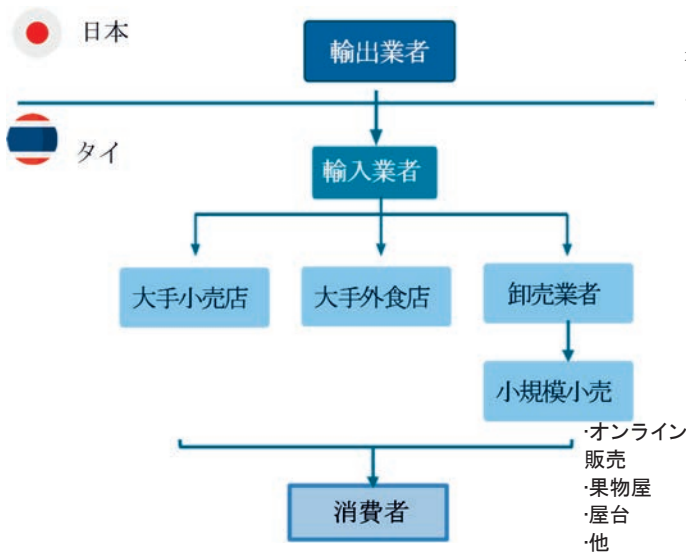 日本
輸出業者
タイ
輸入業者
大手小売店
大手外食店
卸売業者
小規模小売
·オンライン
販売
·果物屋
·屋台
·他
消費者